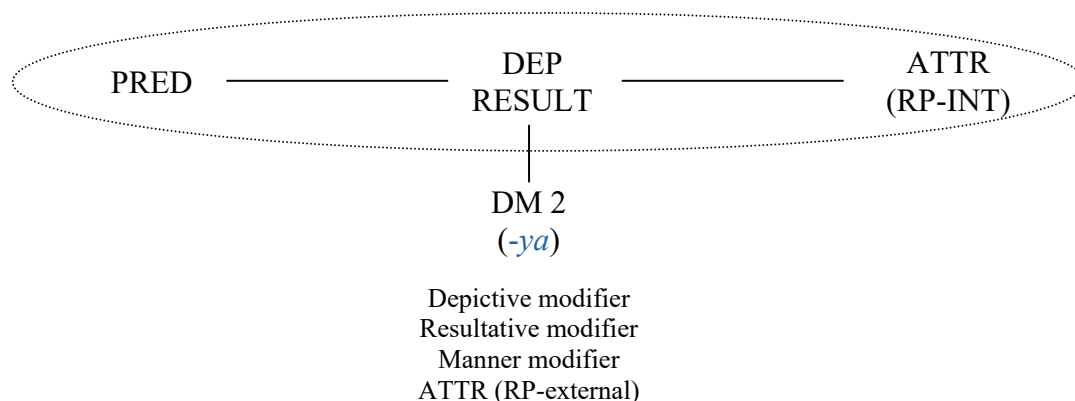 PRED
DEP
RESULT
ATTR
(RP-INT)
DM 2
(-ya)
Depictive modifier
Resultative modifier
Manner modifier
ATTR (RP-external)